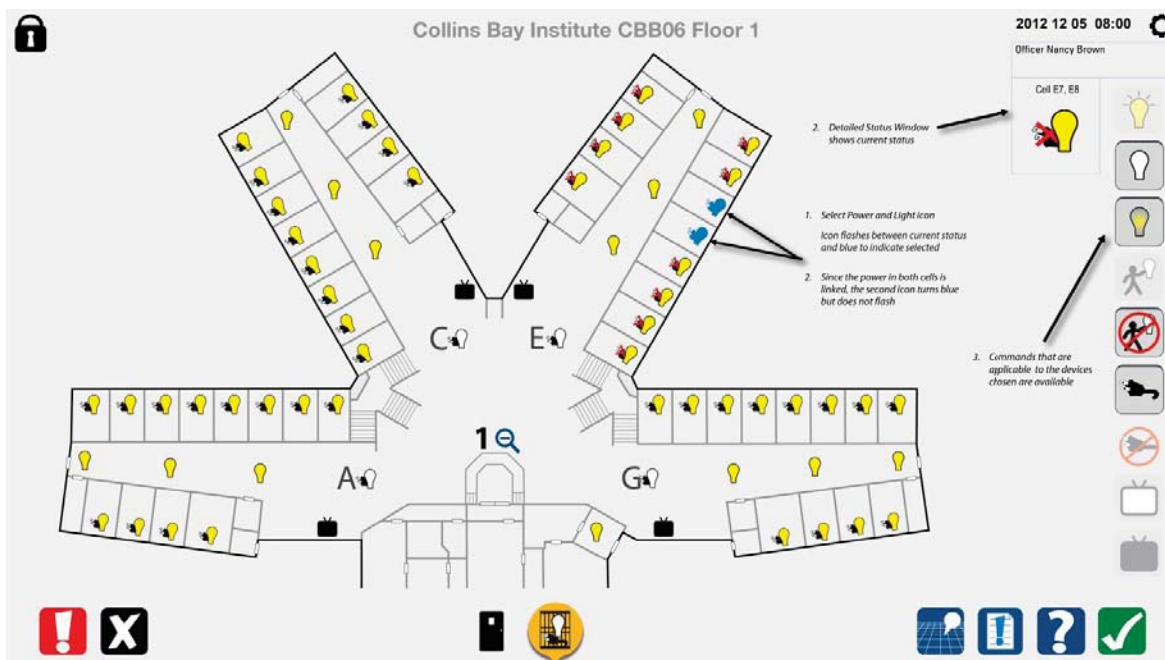 Collins Bay Institute CBB06 Floor 1
2012 12 05 08:00
Officer Nancy Brown
Cell E7, E8
2. Detailed Status Window
shows current status
1. Select Power and Light icon
Icon flashes between current status
and blue to indicate selected
2. Since the power in both cells is
linked, the second icon turns blue
but does not flash
3. Commands that are
applicable to the devices
chosen are available
C
E
1
A
G